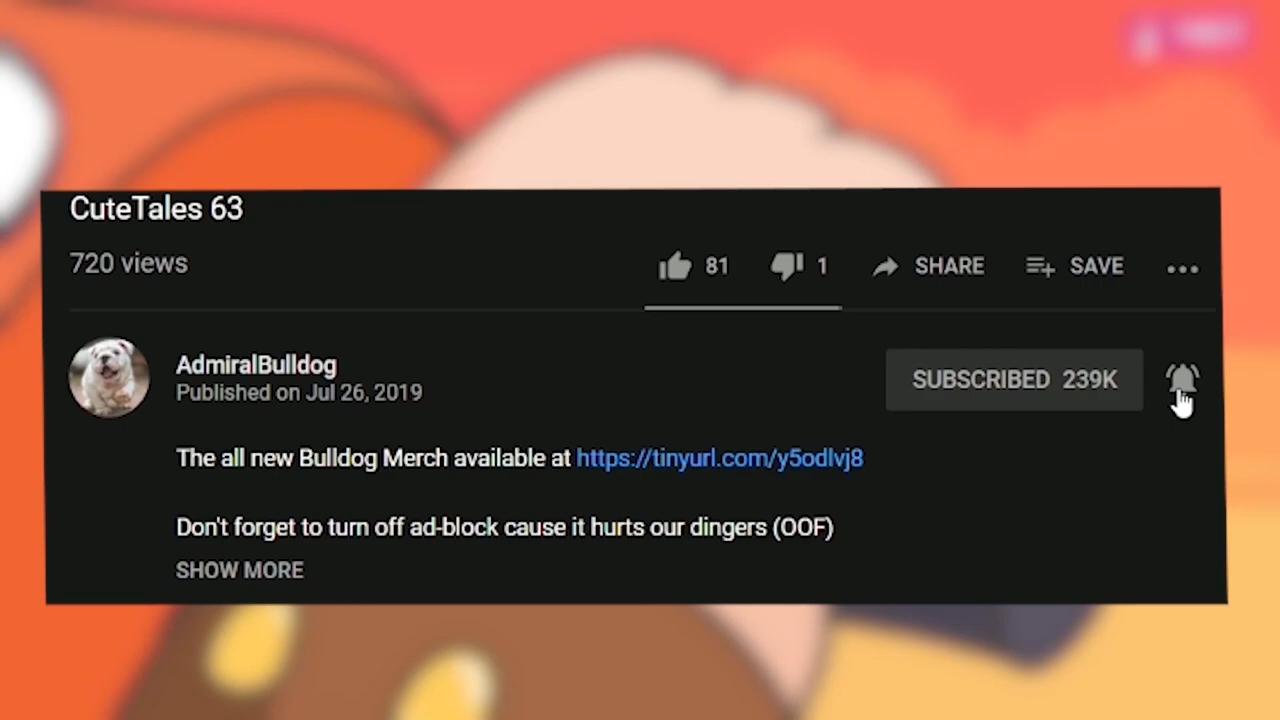 CuteTales 63
720 views
81 1 SHARE SAVE
AdmiralBulldog
Published on Jul 26, 2019
SUBSCRIBED 239K
The all new Bulldog Merch available at https://tinyurl.com/y5odlvj8
Don't forget to turn off ad-block cause it hurts our dingers (OOF)
SHOW MORE